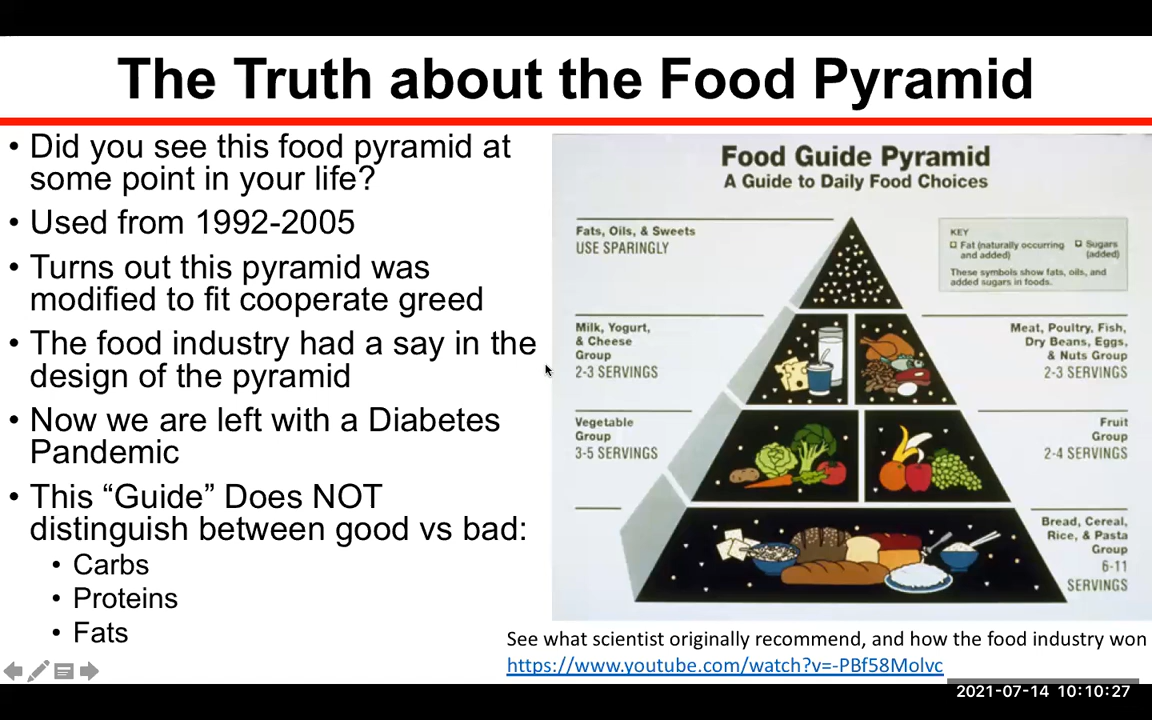 The Truth about the Food Pyramid
• Did you see this food pyramid at
some point in your life?
• Used from 1992-2005
• Turns out this pyramid was
modified to fit cooperate greed
• The food industry had a say in the
design of the pyramid
• Now we are left with a Diabetes
Pandemic
• This “Guide” Does NOT
distinguish between good vs bad:
• Carbs
• Proteins
• Fats
Food Guide Pyramid
A Guide to Daily Food Choices
Fats, Oils, & Sweets
USE SPARINGLY
KEY
Fat (naturally occurring
and added)
Sugars
(added)
These symbols show fats, oils, and
added sugars in foods.
Milk, Yogurt,
& Cheese
Group
2-3 SERVINGS
Meat, Poultry, Fish,
Dry Beans, Eggs,
& Nuts Group
2-3 SERVINGS
Vegetable
Group
3-5 SERVINGS
Fruit
Group
2-4 SERVINGS
Bread, Cereal,
Rice, & Pasta
Group
6-11
SERVINGS
See what scientist originally recommend, and how the food industry won
https://www.youtube.com/watch?v=-PBf58Molvc
2021-07-14 10:10:27